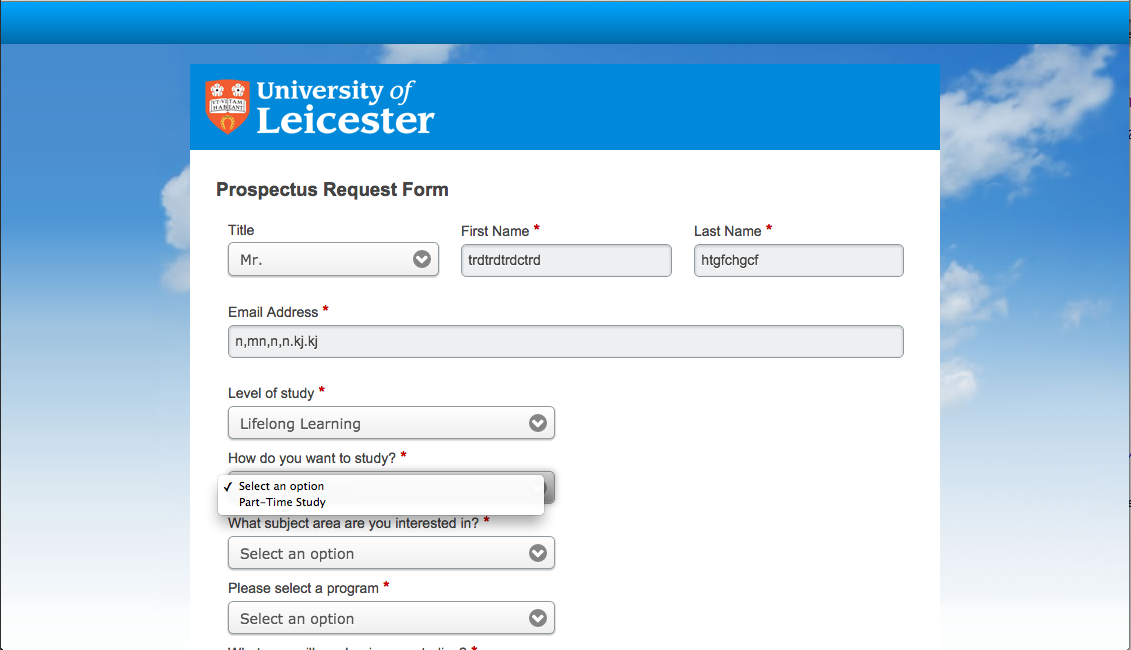 University of
Leicester
VT VITAM
HABEANT
Prospectus Request Form
Title
First Name *
Last Name *
Mr.
trdtrdtrdctrd
htgfchgcf
Email Address *
n,mn,n,n.kj.kj
Level of study *
Lifelong Learning
How do you want to study? *
✓ Select an option
Part-Time Study
What subject area are you interested in? *
Select an option
Please select a program *
Select an option